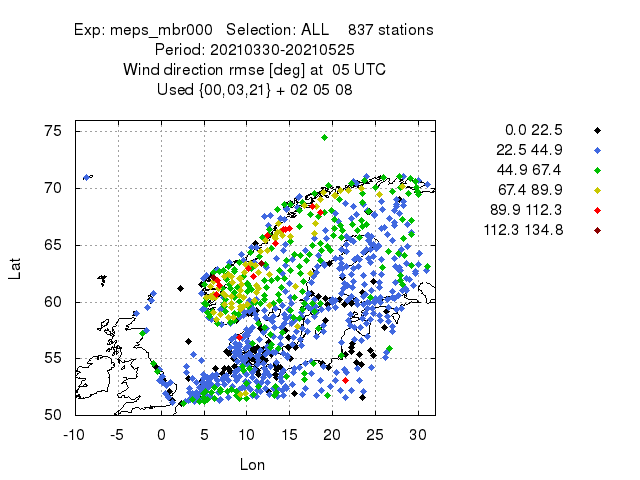 Exp: meps_mbr000 Selection: ALL 837 stations
Period: 20210330-20210525
Wind direction rmse [deg] at 05 UTC
Used {00,03,21} + 02 05 08
0.0 22.5
22.5 44.9
44.9 67.4
67.4 89.9
89.9 112.3
112.3 134.8
75
70
65
60
55
50
Lat
-10 -5 0 5 10 15 20 25 30
Lon